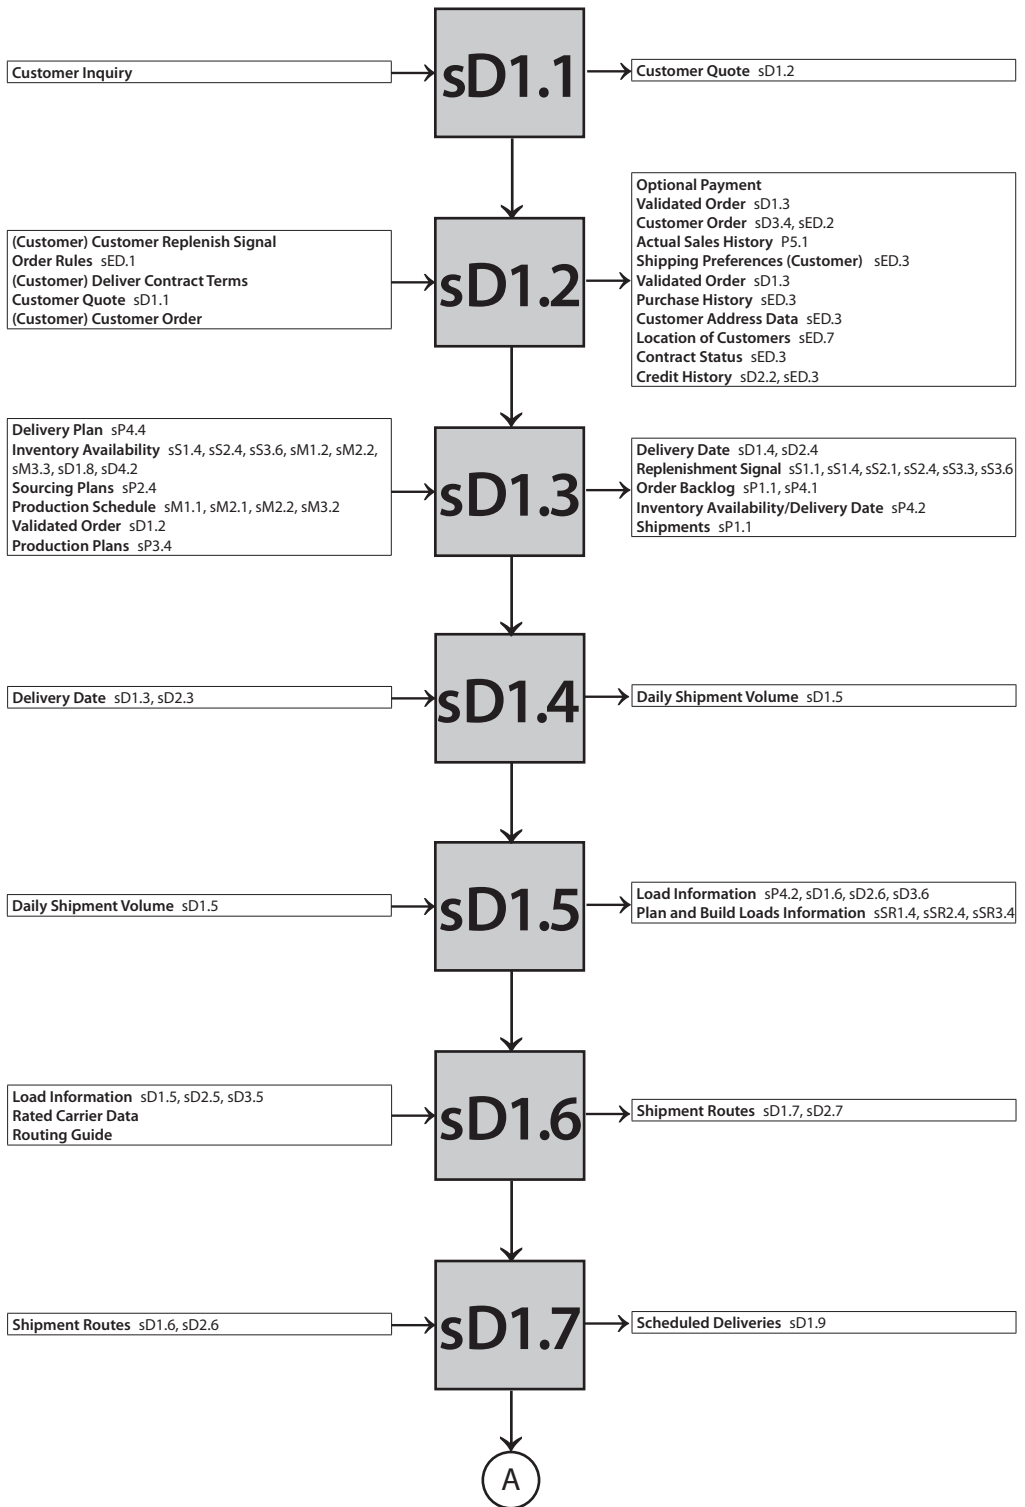 sD1.1
Customer Inquiry
Customer Quote sD1.2
sD1.2
(Customer) Customer Replenish Signal
Order Rules sED.1
(Customer) Deliver Contract Terms
Customer Quote sD1.1
(Customer) Customer Order
Optional Payment
Validated Order sD1.3
Customer Order sD3.4, sED.2
Actual Sales History P5.1
Shipping Preferences (Customer) sED.3
Validated Order sD1.3
Purchase History sED.3
Customer Address Data sED.3
Location of Customers sED.7
Contract Status sED.3
Credit History sD2.2, sED.3
sD1.3
Delivery Plan sP4.4
Inventory Availability sS1.4, sS2.4, sS3.6, sM1.2, sM2.2,
sM3.3, sD1.8, sD4.2
Sourcing Plans sP2.4
Production Schedule sM1.1, sM2.1, sM2.2, sM3.2
Validated Order sD1.2
Production Plans sP3.4
Delivery Date sD1.4, sD2.4
Replenishment Signal sS1.1, sS1.4, sS2.1, sS2.4, sS3.3, sS3.6
Order Backlog sP1.1, sP4.1
Inventory Availability/Delivery Date sP4.2
Shipments sP1.1
sD1.4
Delivery Date sD1.3, sD2.3
Daily Shipment Volume sD1.5
sD1.5
Daily Shipment Volume sD1.5
Load Information sP4.2, sD1.6, sD2.6, sD3.6
Plan and Build Loads Information sSR1.4, sSR2.4, sSR3.4
sD1.6
Load Information sD1.5, sD2.5, sD3.5
Rated Carrier Data
Routing Guide
Shipment Routes sD1.7, sD2.7
sD1.7
Shipment Routes sD1.6, sD2.6
Scheduled Deliveries sD1.9
A